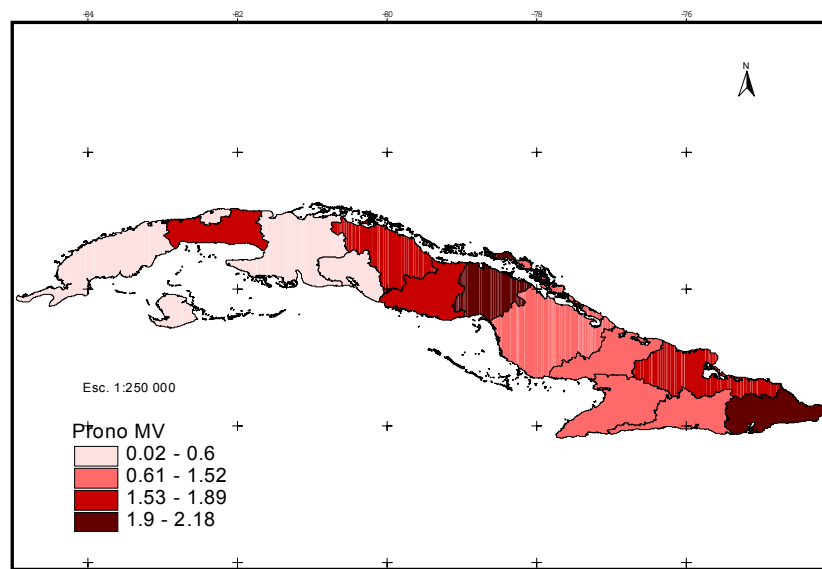 -84 -82 -80 -78 -76
N
Esc. 1:250 000
Prono MV
0.02 - 0.6
0.61 - 1.52
1.53 - 1.89
1.9 - 2.18